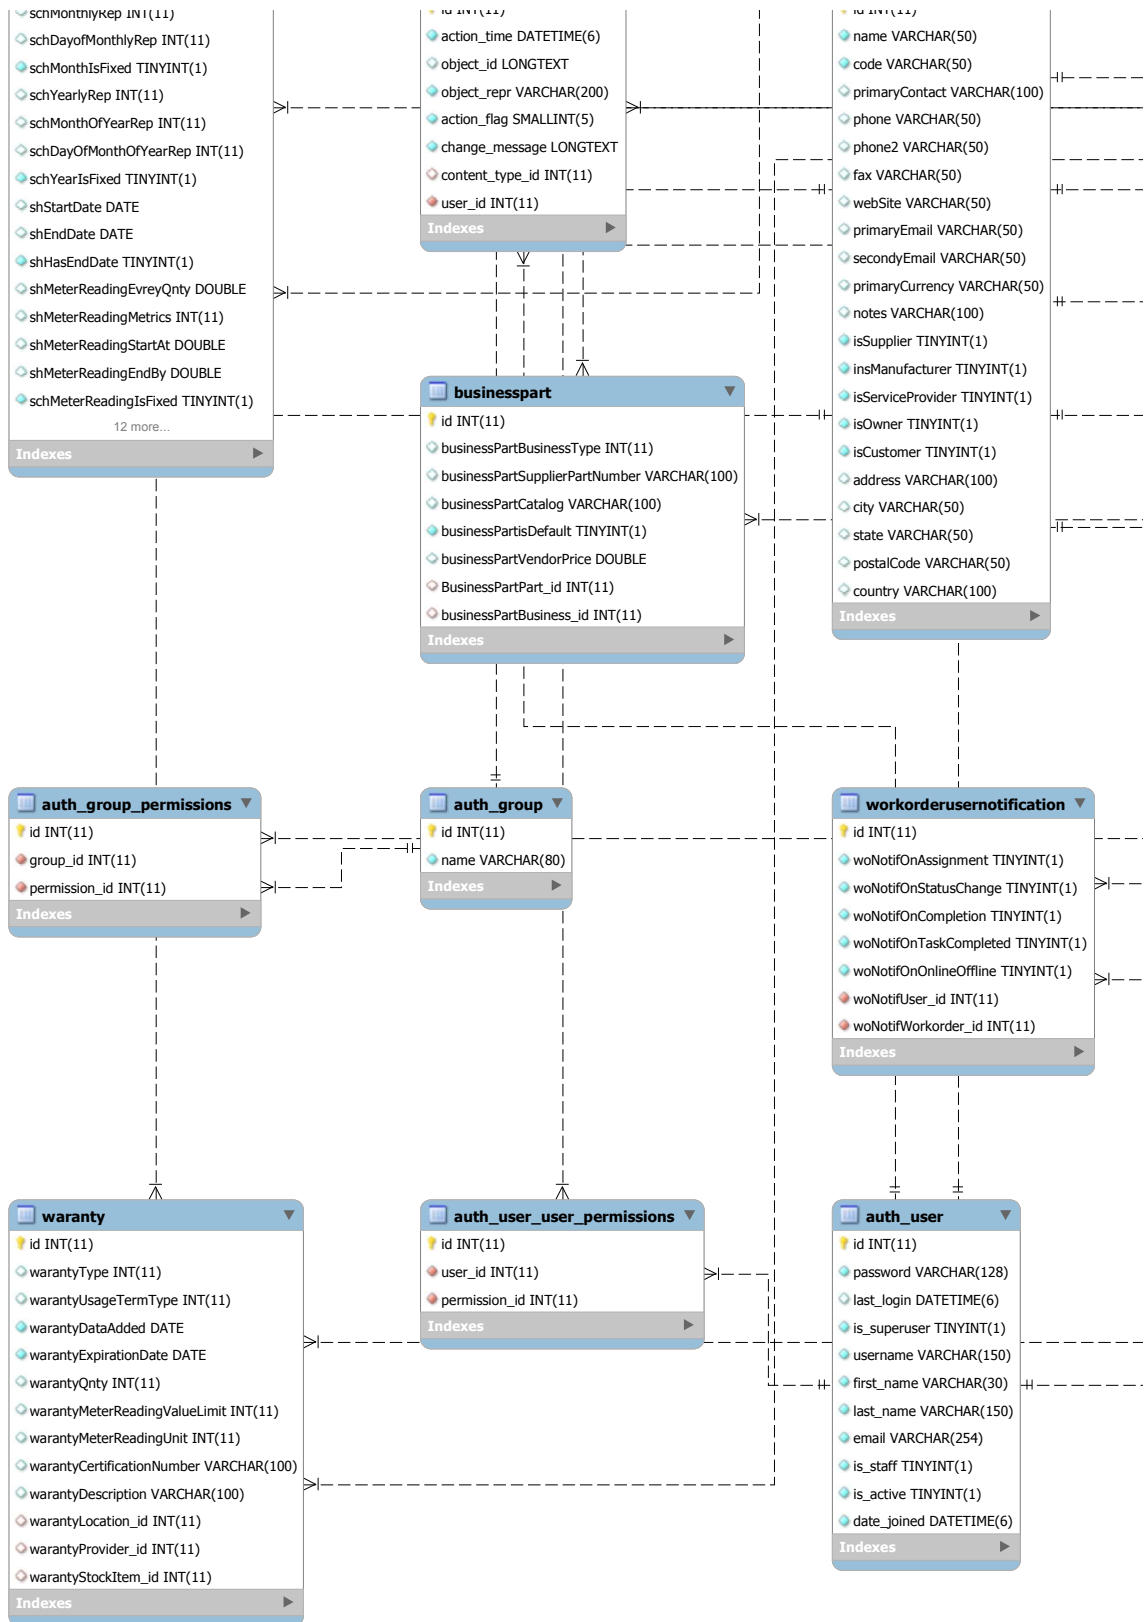 schMonthlyRep INT(11)
schDayofMonthlyRep INT(11)
schMonthIsFixed TINYINT(1)
schYearlyRep INT(11)
schMonthOfYearRep INT(11)
schDayOfMonthOfYearRep INT(11)
schYearIsFixed TINYINT(1)
shStartDate DATE
shEndDate DATE
shHasEndDate TINYINT(1)
shMeterReadingEvreyQnty DOUBLE
shMeterReadingMetrics INT(11)
shMeterReadingStartAt DOUBLE
shMeterReadingEndBy DOUBLE
schMeterReadingIsFixed TINYINT(1)
12 more...
Indexes
id INT(11)
action_time DATETIME(6)
object_id LONGTEXT
object_repr VARCHAR(200)
action_flag SMALLINT(5)
change_message LONGTEXT
content_type_id INT(11)
user_id INT(11)
Indexes
id INT(11)
name VARCHAR(50)
code VARCHAR(50)
primaryContact VARCHAR(100)
phone VARCHAR(50)
phone2 VARCHAR(50)
fax VARCHAR(50)
webSite VARCHAR(50)
primaryEmail VARCHAR(50)
secondyEmail VARCHAR(50)
primaryCurrency VARCHAR(50)
notes VARCHAR(100)
isSupplier TINYINT(1)
insManufacturer TINYINT(1)
isServiceProvider TINYINT(1)
isOwner TINYINT(1)
isCustomer TINYINT(1)
address VARCHAR(100)
city VARCHAR(50)
state VARCHAR(50)
postalCode VARCHAR(50)
country VARCHAR(100)
Indexes
businesspart
id INT(11)
businessPartBusinessType INT(11)
businessPartSupplierPartNumber VARCHAR(100)
businessPartCatalog VARCHAR(100)
businessPartisDefault TINYINT(1)
businessPartVendorPrice DOUBLE
BusinessPartPart_id INT(11)
businessPartBusiness_id INT(11)
Indexes
auth_group_permissions
id INT(11)
group_id INT(11)
permission_id INT(11)
Indexes
auth_group
id INT(11)
name VARCHAR(80)
Indexes
workorderusernotification
id INT(11)
woNotifOnAssignment TINYINT(1)
woNotifOnStatusChange TINYINT(1)
woNotifOnCompletion TINYINT(1)
woNotifOnTaskCompleted TINYINT(1)
woNotifOnOnlineOffline TINYINT(1)
woNotifUser_id INT(11)
woNotifWorkorder_id INT(11)
Indexes
waranty
id INT(11)
warantyType INT(11)
warantyUsageTermType INT(11)
warantyDataAdded DATE
warantyExpirationDate DATE
warantyQnty INT(11)
warantyMeterReadingValueLimit INT(11)
warantyMeterReadingUnit INT(11)
warantyCertificationNumber VARCHAR(100)
warantyDescription VARCHAR(100)
warantyLocation_id INT(11)
warantyProvider_id INT(11)
warantyStockItem_id INT(11)
Indexes
auth_user_user_permissions
id INT(11)
user_id INT(11)
permission_id INT(11)
Indexes
auth_user
id INT(11)
password VARCHAR(128)
last_login DATETIME(6)
is_superuser TINYINT(1)
username VARCHAR(150)
first_name VARCHAR(30)
last_name VARCHAR(150)
email VARCHAR(254)
is_staff TINYINT(1)
is_active TINYINT(1)
date_joined DATETIME(6)
Indexes